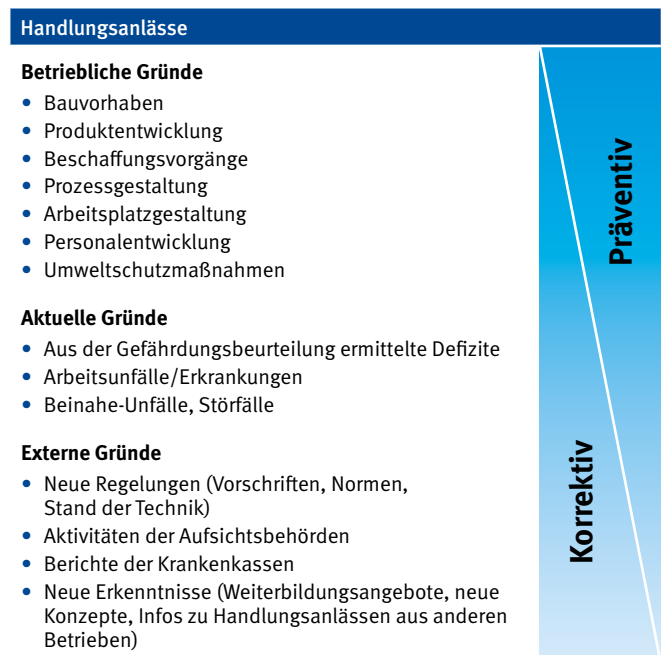 Handlungsanlässe
Betriebliche Gründe
• Bauvorhaben
• Produktentwicklung
• Beschaffungsvorgänge
• Prozessgestaltung
• Arbeitsplatzgestaltung
• Personalentwicklung
• Umweltschutzmaßnahmen
Aktuelle Gründe
• Aus der Gefährdungsbeurteilung ermittelte Defizite
• Arbeitsunfälle/Erkrankungen
• Beinahe-Unfälle, Störfälle
Externe Gründe
• Neue Regelungen (Vorschriften, Normen,
Stand der Technik)
• Aktivitäten der Aufsichtsbehörden
• Berichte der Krankenkassen
• Neue Erkenntnisse (Weiterbildungsangebote, neue
Konzepte, Infos zu Handlungsanlässen aus anderen
Betrieben)
Präventiv
Korrektiv